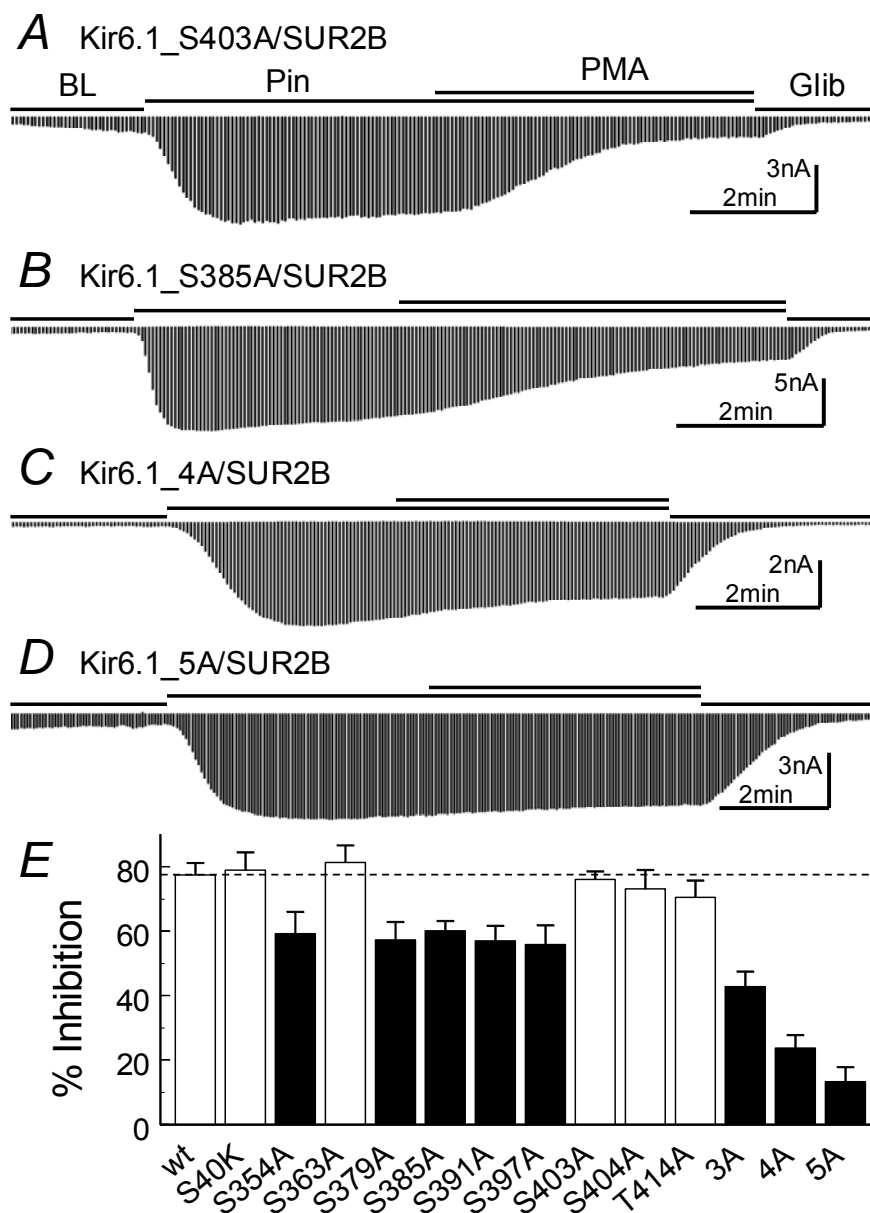 A Kir6.1_S403A/SUR2B
BL Pin PMA Glib
3nA
2min
B Kir6.1_S385A/SUR2B
5nA
2min
C Kir6.1_4A/SUR2B
2nA
2min
D Kir6.1_5A/SUR2B
3nA
2min
E
% Inhibition
80
60
40
20
0
wt S40K S354A S363A S379A S385A S391A S397A S403A S404A T414A 3A 4A 5A